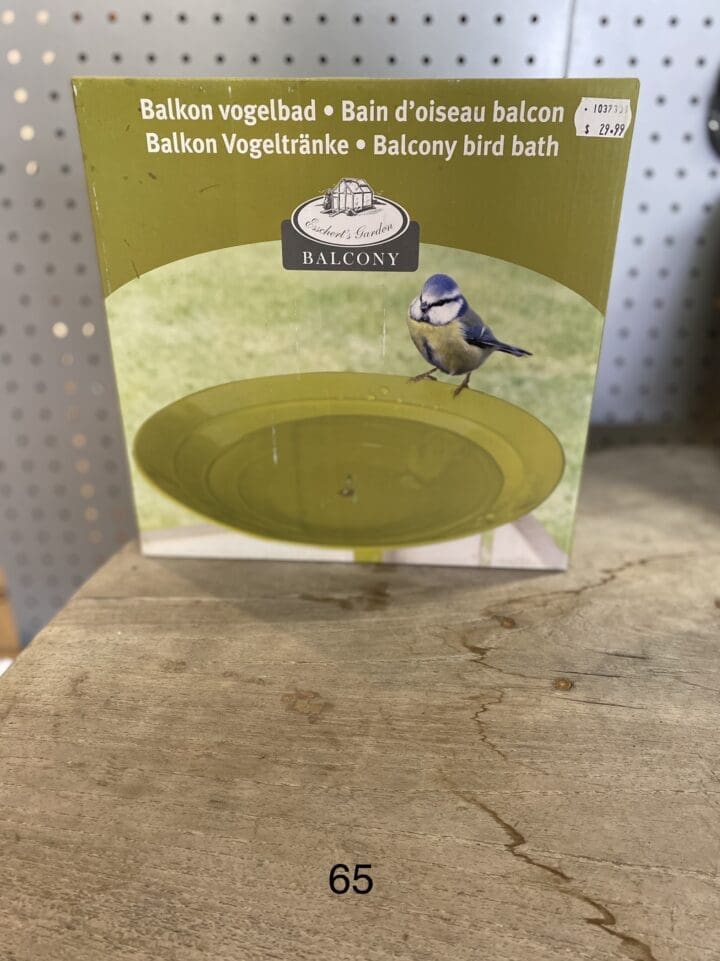 Balkon vogelbad • Bain d'oiseau balcon
Balkon Vogeltränke • Balcony bird bath
$ 29.99
Esschert's Garden
BALCONY
65